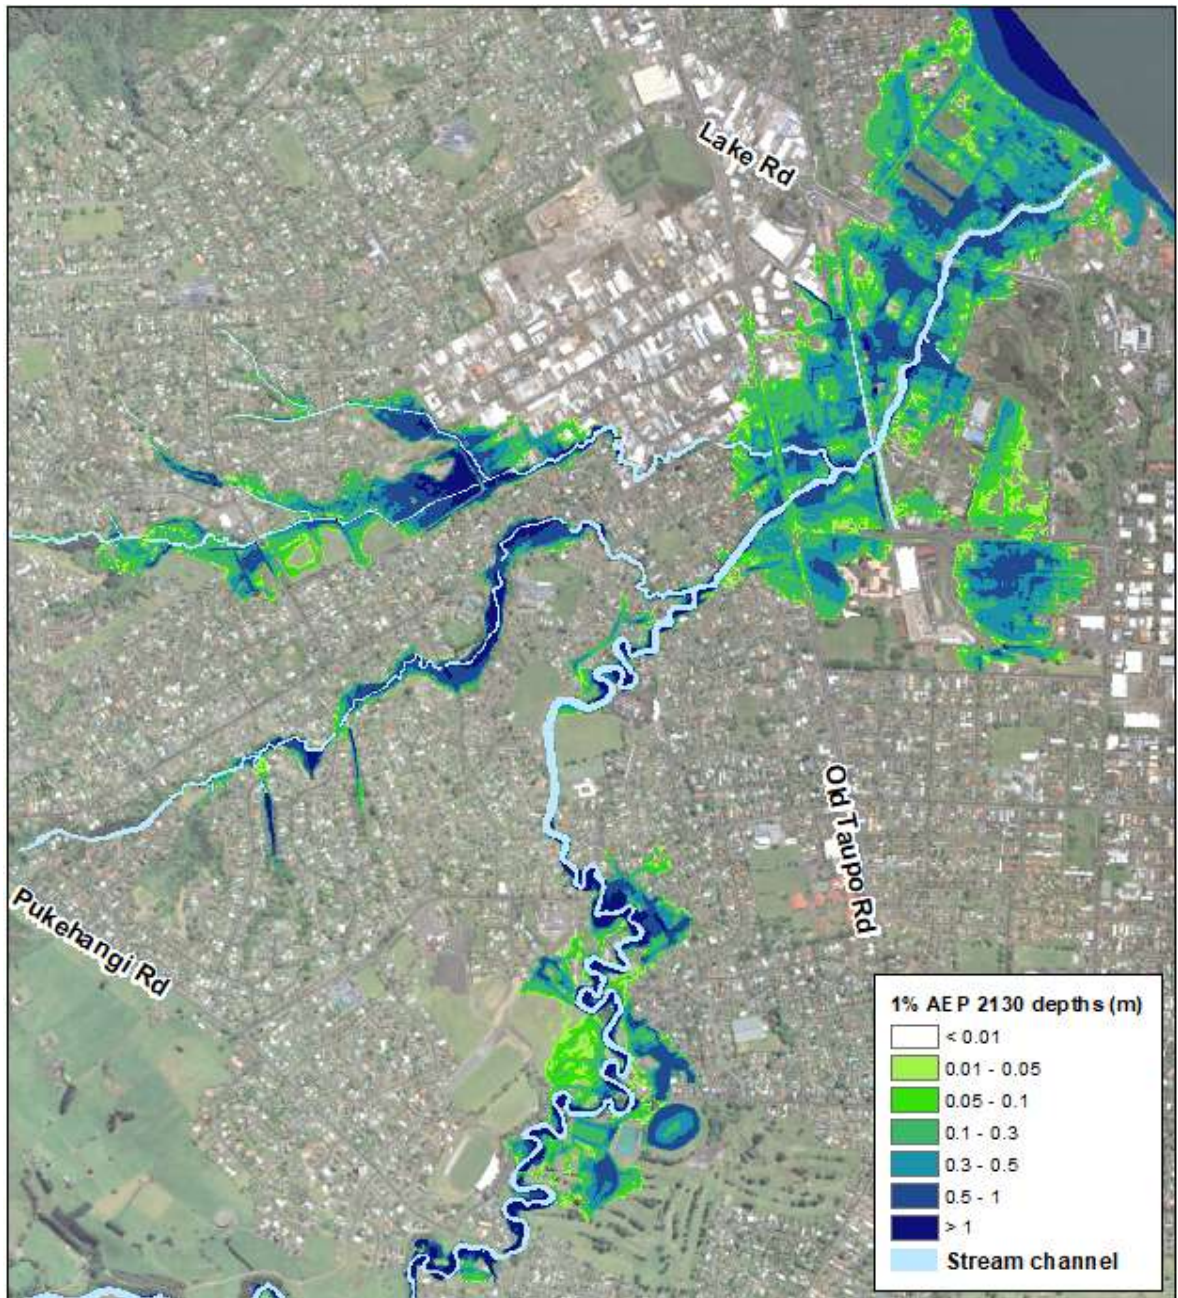 Lake Rd
Old Taupo Rd
Pukehangi Rd
1% AEP 2130 depths (m)
< 0.01
0.01 - 0.05
0.05 - 0.1
0.1 - 0.3
0.3 - 0.5
0.5 - 1
> 1
Stream channel